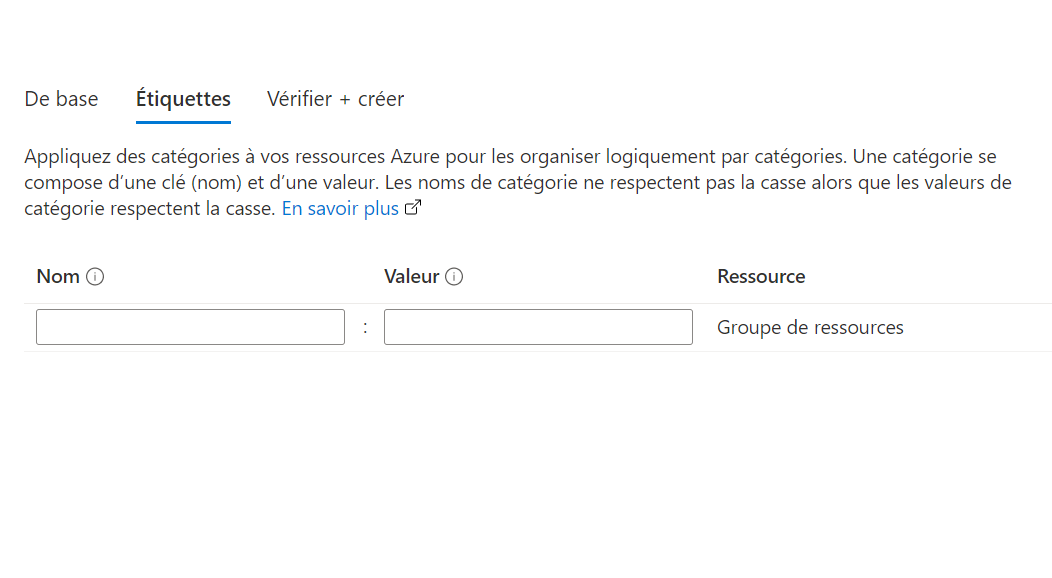 De base Étiquettes Vérifier + créer
Appliquez des catégories à vos ressources Azure pour les organiser logiquement par catégories. Une catégorie se
compose d’une clé (nom) et d’une valeur. Les noms de catégorie ne respectent pas la casse alors que les valeurs de
catégorie respectent la casse. En savoir plus
Nom Valeur Ressource
: Groupe de ressources